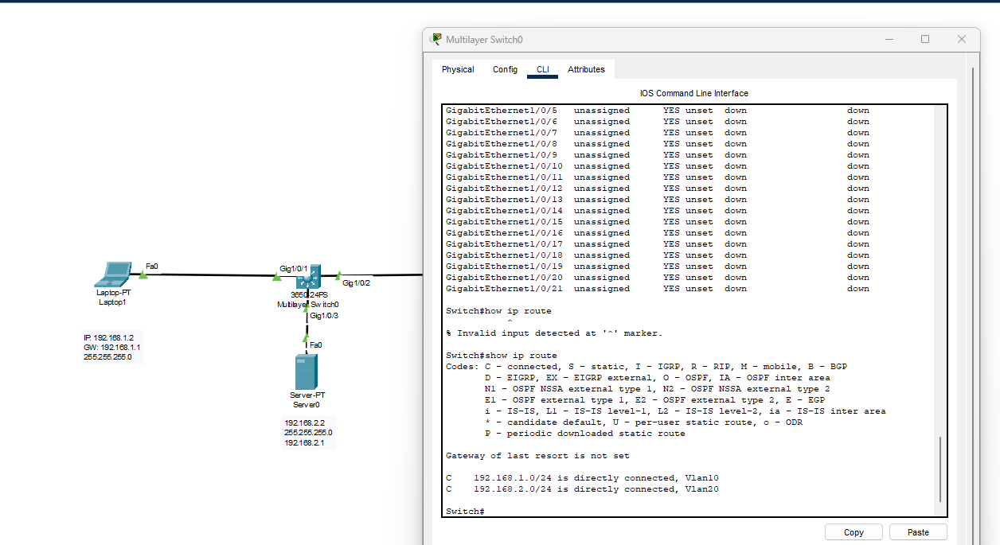 Multilayer Switch0
Physical Config CLI Attributes
IOS Command Line Interface
GigabitEthernet1/0/5 unassigned YES unset down down
GigabitEthernet1/0/6 unassigned YES unset down down
GigabitEthernet1/0/7 unassigned YES unset down down
GigabitEthernet1/0/8 unassigned YES unset down down
GigabitEthernet1/0/9 unassigned YES unset down down
GigabitEthernet1/0/10 unassigned YES unset down down
GigabitEthernet1/0/11 unassigned YES unset down down
GigabitEthernet1/0/12 unassigned YES unset down down
GigabitEthernet1/0/13 unassigned YES unset down down
GigabitEthernet1/0/14 unassigned YES unset down down
GigabitEthernet1/0/15 unassigned YES unset down down
GigabitEthernet1/0/16 unassigned YES unset down down
GigabitEthernet1/0/17 unassigned YES unset down down
GigabitEthernet1/0/18 unassigned YES unset down down
GigabitEthernet1/0/19 unassigned YES unset down down
GigabitEthernet1/0/20 unassigned YES unset down down
GigabitEthernet1/0/21 unassigned YES unset down down
Switch#how ip route
^
% Invalid input detected at '^' marker.
Switch#show ip route
Codes: C - connected, S - static, I - IGRP, R - RIP, M - mobile, B - BGP
D - EIGRP, EX - EIGRP external, O - OSPF, IA - OSPF inter area
N1 - OSPF NSSA external type 1, N2 - OSPF NSSA external type 2
E1 - OSPF external type 1, E2 - OSPF external type 2, E - EGP
i - IS-IS, L1 - IS-IS level-1, L2 - IS-IS level-2, ia - IS-IS inter area
* - candidate default, U - per-user static route, o - ODR
P - periodic downloaded static route
Gateway of last resort is not set
C 192.168.1.0/24 is directly connected, Vlan10
C 192.168.2.0/24 is directly connected, Vlan20
Switch#
Copy Paste
Fa0
Laptop-PT
Laptop1
IP: 192.168.1.2
GW: 192.168.1.1
255.255.255.0
Gig1/0/1
Gig1/0/2
3650-24PS
Multilayer Switch0
Gig1/0/3
Fa0
Server-PT
Server0
192.168.2.2
255.255.255.0
192.168.2.1